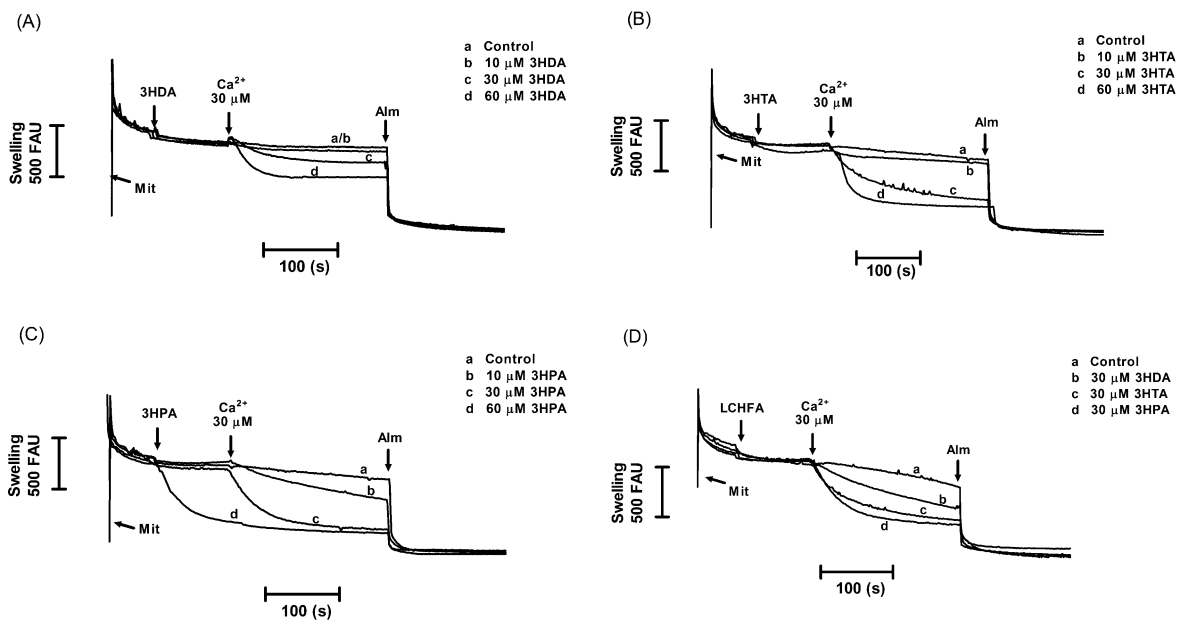 (A)
a Control
b 10 μM 3HDA
c 30 μM 3HDA
d 60 μM 3HDA
3HDA
Ca2+
30 μM
Alm
a/b
c
d
Swelling
500 FAU
Mit
100 (s)
(B)
a Control
b 10 μM 3HTA
c 30 μM 3HTA
d 60 μM 3HTA
3HTA
Ca2+
30 μM
Alm
a
b
c
d
Swelling
500 FAU
Mit
100 (s)
(C)
a Control
b 10 μM 3HPA
c 30 μM 3HPA
d 60 μM 3HPA
3HPA
Ca2+
30 μM
Alm
a
b
c
d
Swelling
500 FAU
Mit
100 (s)
(D)
a Control
b 30 μM 3HDA
c 30 μM 3HTA
d 30 μM 3HPA
LCHFA
Ca2+
30 μM
Alm
a
b
c
d
Swelling
500 FAU
Mit
100 (s)